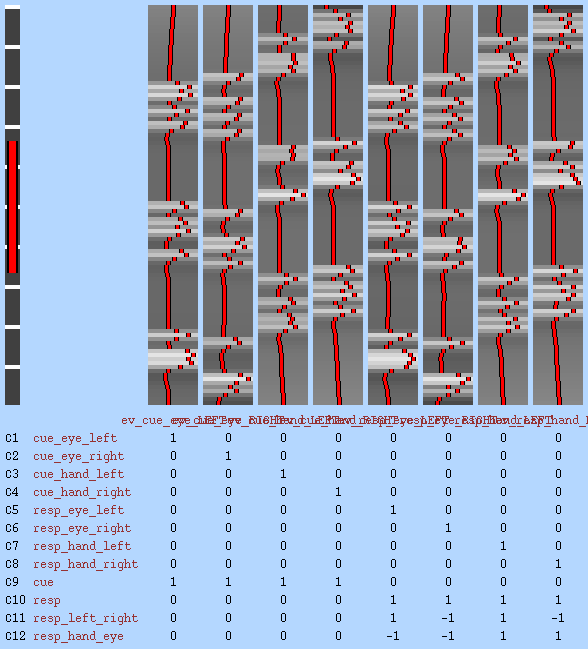 C1 cue_eye_left 1 0 0 0 0 0 0 0
C2 cue_eye_right 0 1 0 0 0 0 0 0
C3 cue_hand_left 0 0 1 0 0 0 0 0
C4 cue_hand_right 0 0 0 1 0 0 0 0
C5 resp_eye_left 0 0 0 0 1 0 0 0
C6 resp_eye_right 0 0 0 0 0 1 0 0
C7 resp_hand_left 0 0 0 0 0 0 1 0
C8 resp_hand_right 0 0 0 0 0 0 0 1
C9 cue 1 1 1 1 0 0 0 0
C10 resp 0 0 0 0 1 1 1 1
C11 resp_left_right 0 0 0 0 1 -1 1 -1
C12 resp_hand_eye 0 0 0 0 -1 -1 1 1